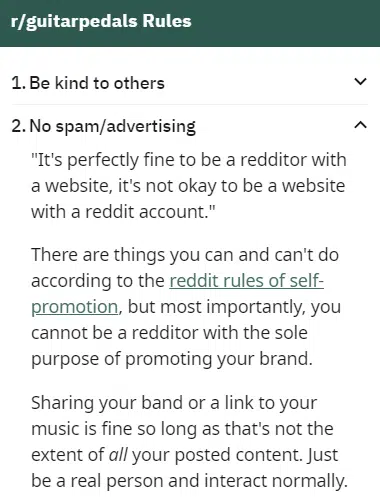 r/guitarpedals Rules
1. Be kind to others
2. No spam/advertising
"It's perfectly fine to be a redditor with
a website, it's not okay to be a website
with a reddit account."
There are things you can and can't do
according to the reddit rules of self-
promotion, but most importantly, you
cannot be a redditor with the sole
purpose of promoting your brand.
Sharing your band or a link to your
music is fine so long as that's not the
extent of all your posted content. Just
be a real person and interact normally.